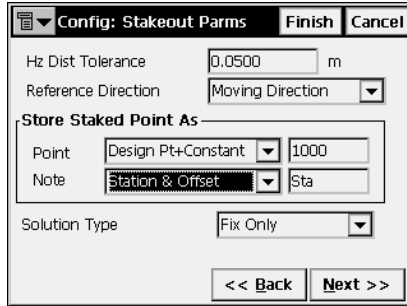 Config: Stakeout Parms Finish Cancel
Hz Dist Tolerance 0.0500 m
Reference Direction Moving Direction
Store Staked Point As
Point Design Pt+Constant 1000
Note Station & Offset Sta
Solution Type Fix Only
<< Back Next >>